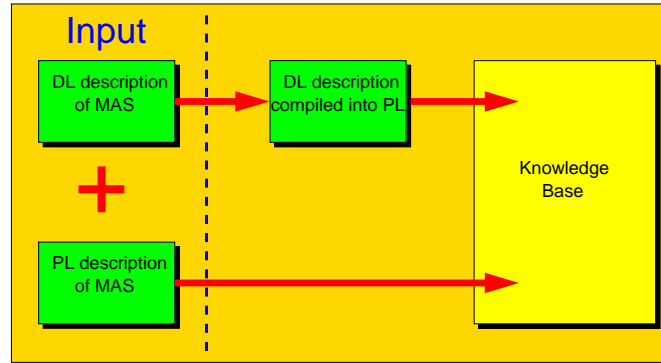 Input
DL description
of MAS
DL description
compiled into PL
Knowledge
Base
+
PL description
of MAS